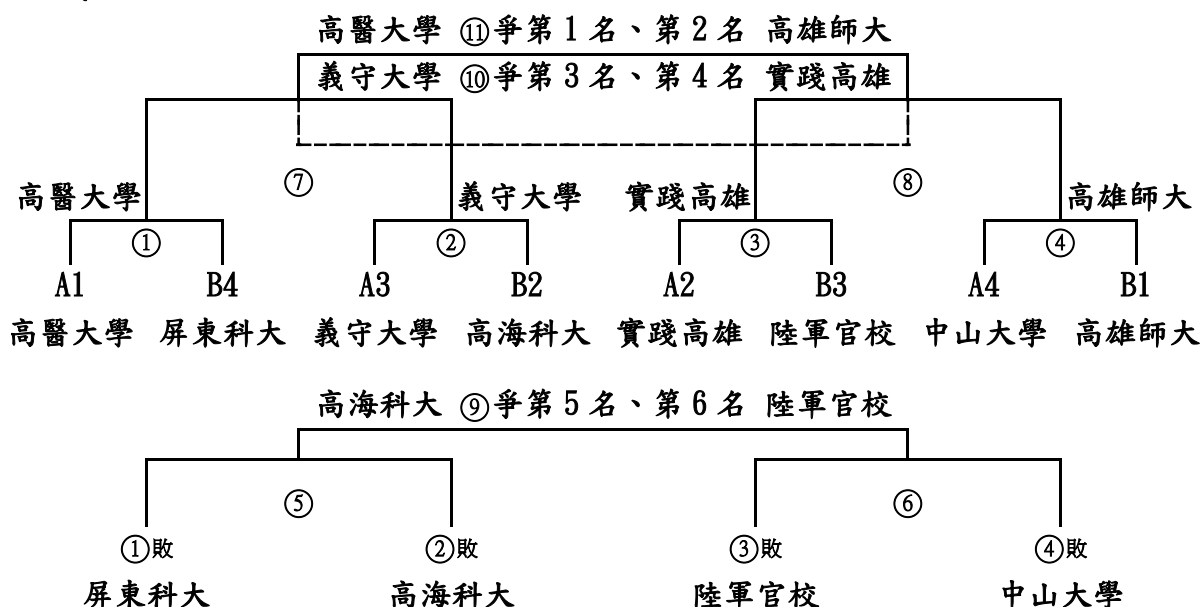 高醫大學 ⑪爭第1名、第2名 高雄師大
義守大學 ⑩爭第3名、第4名 實踐高雄
⑦ ⑧
高醫大學 義守大學 實踐高雄 高雄師大
① ② ③ ④
A1 B4 A3 B2 A2 B3 A4 B1
高醫大學 屏東科大 義守大學 高海科大 實踐高雄 陸軍官校 中山大學 高雄師大
高海科大 ⑨爭第5名、第6名 陸軍官校
⑤ ⑥
①敗 ②敗 ③敗 ④敗
屏東科大 高海科大 陸軍官校 中山大學